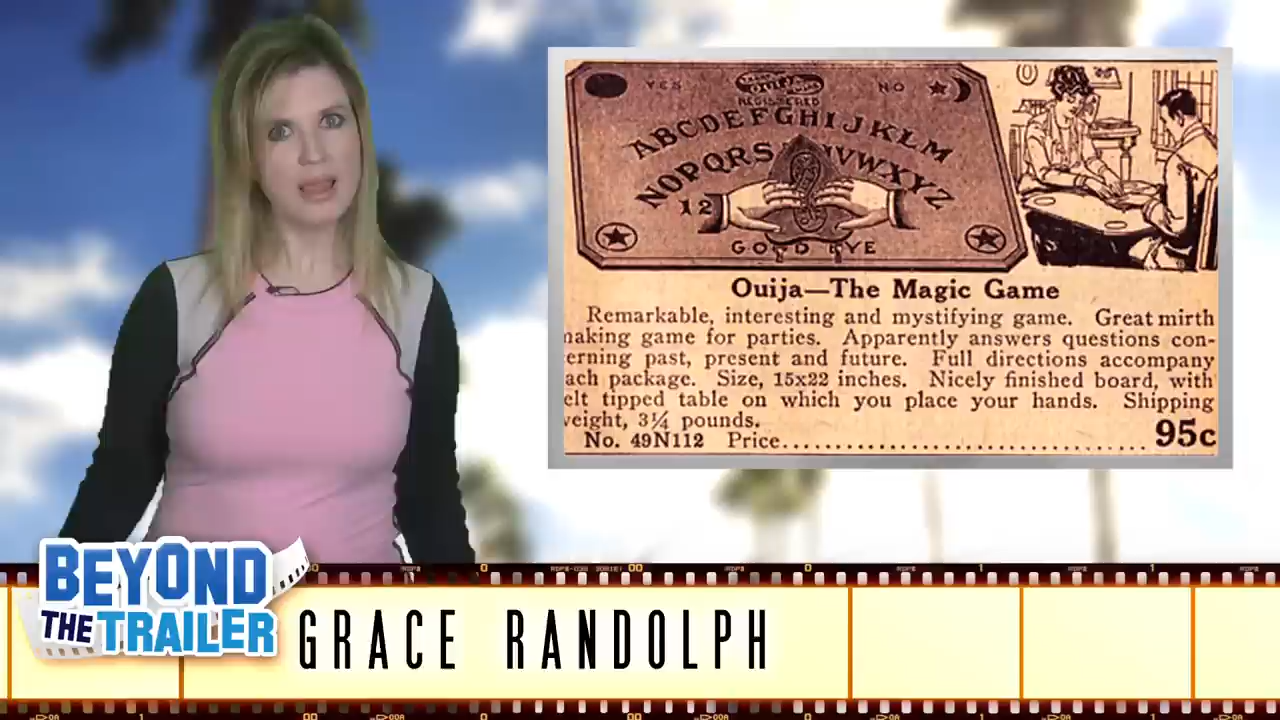 YES
NO
REGISTERED
ABCDEFGHIJKLM
NOPQRS
VWXYZ
12
GOOD BYE
Ouija—The Magic Game
Remarkable, interesting and mystifying game. Great mirth
making game for parties. Apparently answers questions con-
cerning past, present and future. Full directions accompany
each package. Size, 15x22 inches. Nicely finished board, with
felt tipped table on which you place your hands. Shipping
weight, 3¼ pounds.
No. 49N112 Price.......................................95c
BEYOND
THE TRAILER
GRACE RANDOLPH